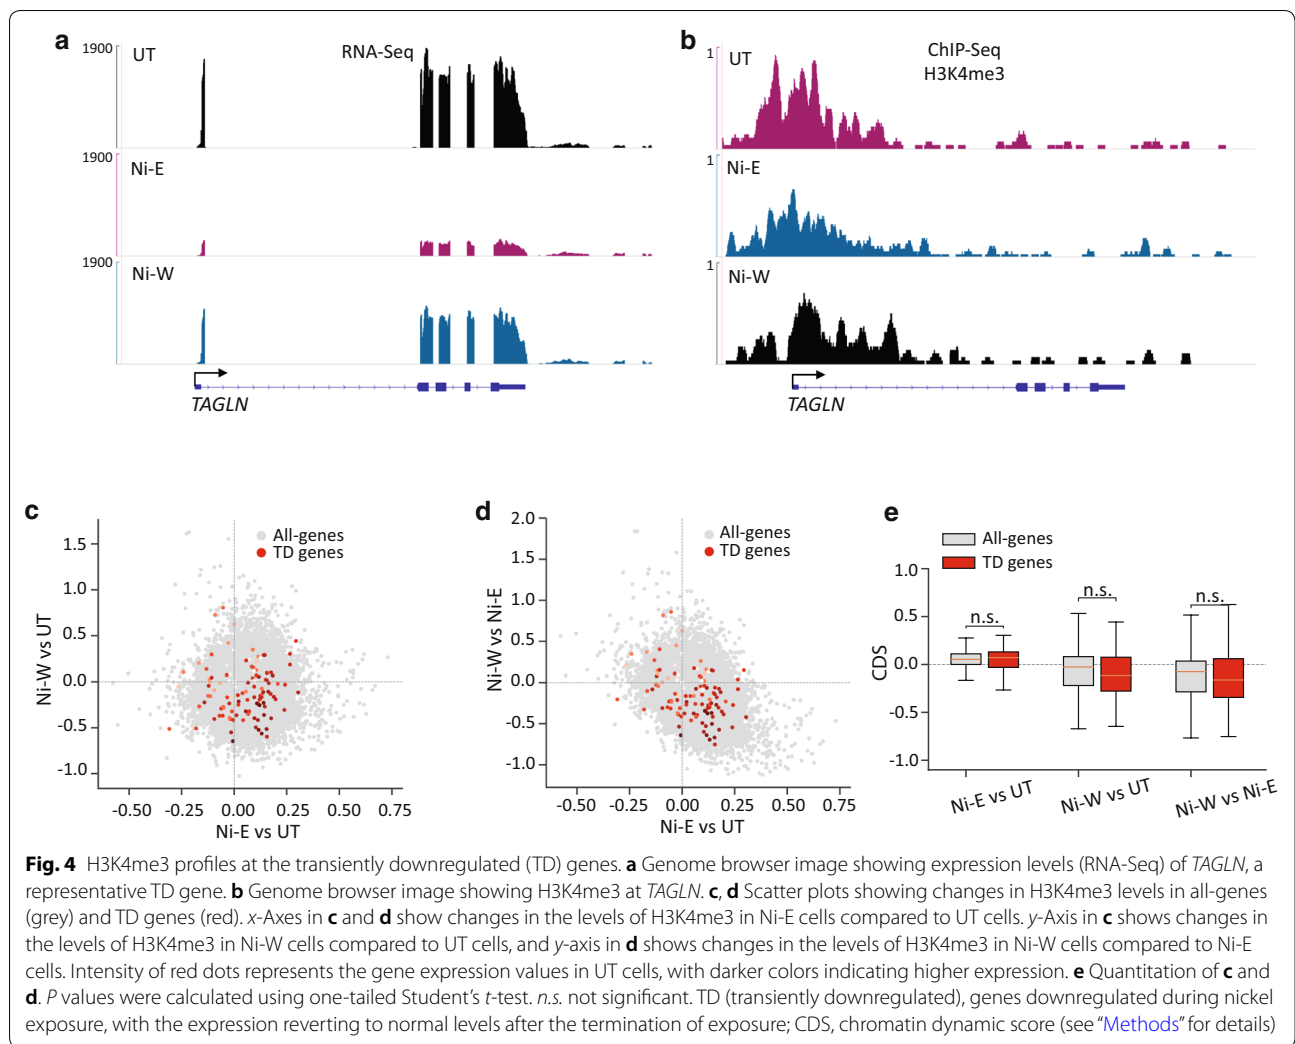 a
1900
UT
RNA-Seq
1900
Ni-E
1900
Ni-W
TAGLN
b
1
UT
ChIP-Seq
H3K4me3
1
Ni-E
1
Ni-W
TAGLN
c
All-genes
TD genes
1.5
1.0
0.5
0.0
-0.5
-1.0
Ni-W vs UT
-0.50 -0.25 0.00 0.25 0.50 0.75
Ni-E vs UT
d
All-genes
TD genes
2.0
1.5
1.0
0.5
0.0
-0.5
-1.0
Ni-W vs Ni-E
-0.50 -0.25 0.00 0.25 0.50 0.75
Ni-E vs UT
e
All-genes
TD genes
1.0
0.5
0.0
-0.5
-1.0
CDS
n.s.
n.s.
n.s.
Ni-E vs UT
Ni-W vs UT
Ni-W vs Ni-E
Fig. 4 H3K4me3 profiles at the transiently downregulated (TD) genes. a Genome browser image showing expression levels (RNA-Seq) of TAGLN, a
representative TD gene. b Genome browser image showing H3K4me3 at TAGLN. c, d Scatter plots showing changes in H3K4me3 levels in all-genes
(grey) and TD genes (red). x-Axes in c and d show changes in the levels of H3K4me3 in Ni-E cells compared to UT cells. y-Axis in c shows changes in
the levels of H3K4me3 in Ni-W cells compared to UT cells, and y-axis in d shows changes in the levels of H3K4me3 in Ni-W cells compared to Ni-E
cells. Intensity of red dots represents the gene expression values in UT cells, with darker colors indicating higher expression. e Quantitation of c and
d. P values were calculated using one-tailed Student's t-test. n.s. not significant. TD (transiently downregulated), genes downregulated during nickel
exposure, with the expression reverting to normal levels after the termination of exposure; CDS, chromatin dynamic score (see “Methods” for details)